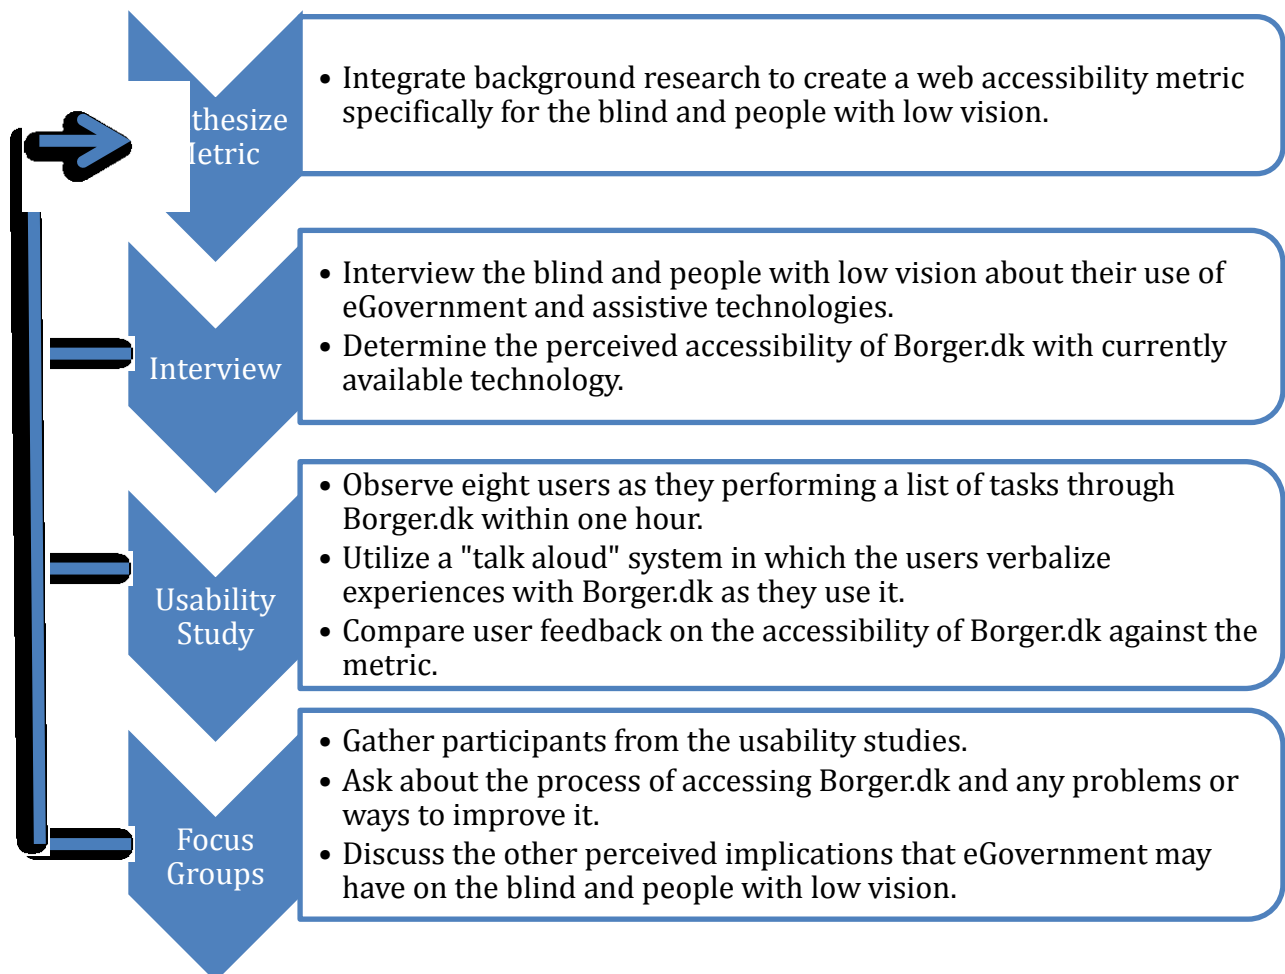 thesize
Metric
• Integrate background research to create a web accessibility metric
specifically for the blind and people with low vision.
Interview
• Interview the blind and people with low vision about their use of
eGovernment and assistive technologies.
• Determine the perceived accessibility of Borger.dk with currently
available technology.
Usability
Study
• Observe eight users as they performing a list of tasks through
Borger.dk within one hour.
• Utilize a "talk aloud" system in which the users verbalize
experiences with Borger.dk as they use it.
• Compare user feedback on the accessibility of Borger.dk against the
metric.
Focus
Groups
• Gather participants from the usability studies.
• Ask about the process of accessing Borger.dk and any problems or
ways to improve it.
• Discuss the other perceived implications that eGovernment may
have on the blind and people with low vision.